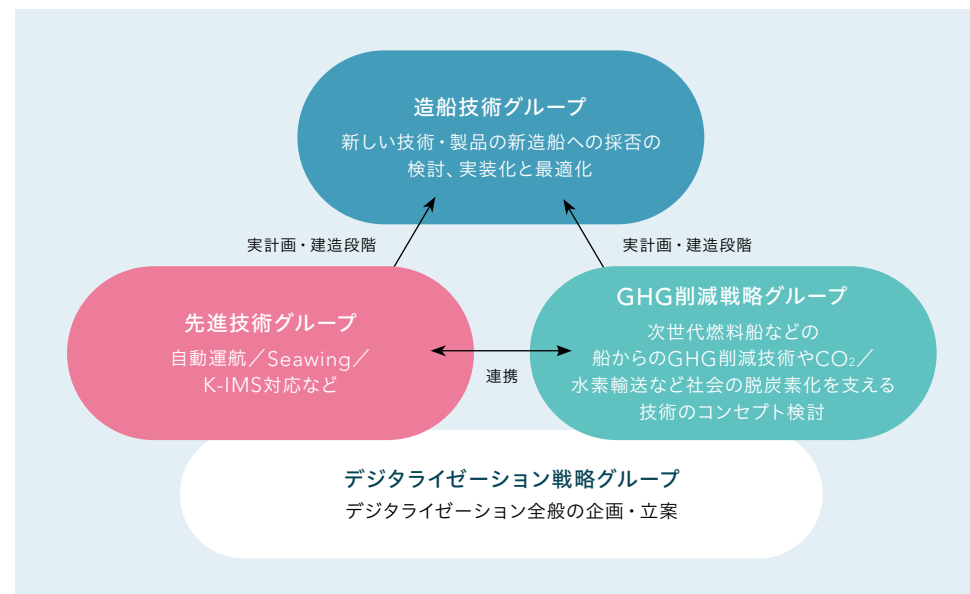 造船技術グループ
新しい技術・製品の新造船への採否の
検討、実装化と最適化
実計画・建造段階
実計画・建造段階
先進技術グループ
自動運航／Seawing／
K-IMS対応など
連携
GHG削減戦略グループ
次世代燃料船などの
船からのGHG削減技術やCO₂／
水素輸送など社会の脱炭素化を支える
技術のコンセプト検討
デジタライゼーション戦略グループ
デジタライゼーション全般の企画・立案